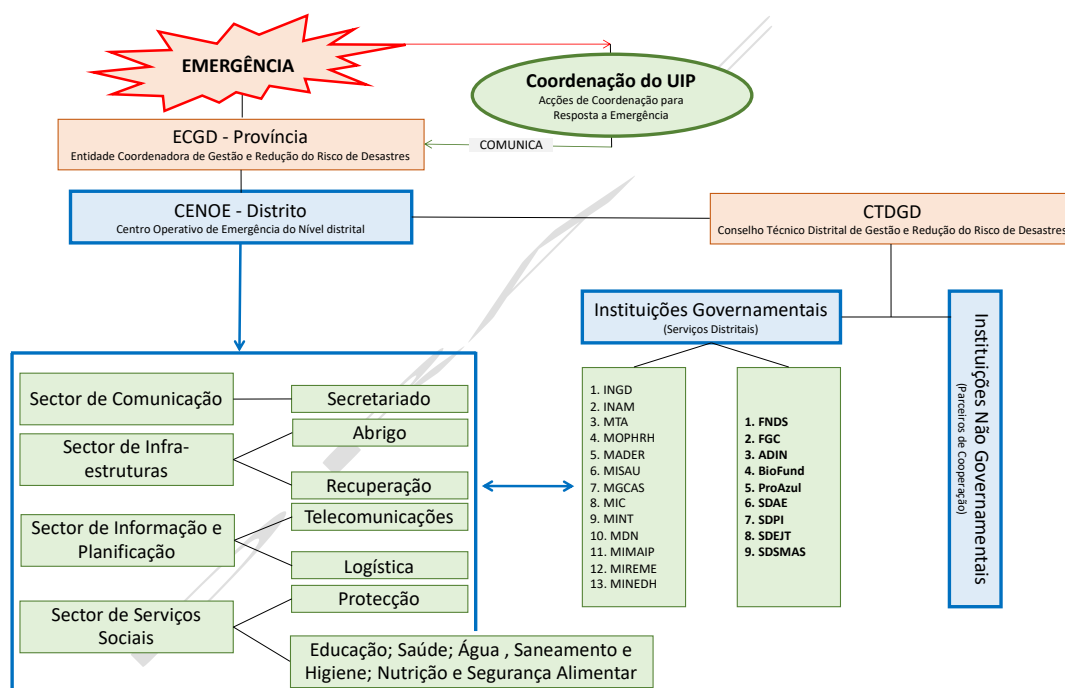 EMERGÊNCIA
Coordenação do UIP
Acções de Coordenação para
Resposta a Emergência
ECGD - Província
Entidade Coordenadora de Gestão e Redução do Risco de Desastres
COMUNICA
CENOE - Distrito
Centro Operativo de Emergência do Nível distrital
CTDGD
Conselho Técnico Distrital de Gestão e Redução do Risco de Desastres
Instituições Governamentais
(Serviços Distritais)
Instituições Não Governamentais
(Parceiros de Cooperação)
Sector de Comunicação
Secretariado
Sector de Infra-
estruturas
Abrigo
Recuperação
Sector de Informação e
Planificação
Telecomunicações
Logística
Sector de Serviços
Sociais
Protecção
Educação; Saúde; Água , Saneamento e
Higiene; Nutrição e Segurança Alimentar
1. INGD
2. INAM
3. MTA
4. MOPHRH
5. MADER
6. MISAU
7. MGCAS
8. MIC
9. MINT
10. MDN
11. MIMAIP
12. MIREME
13. MINEDH
1. FNDS
2. FGC
3. ADIN
4. BioFund
5. ProAzul
6. SDAE
7. SDPI
8. SDEJT
9. SDSMAS